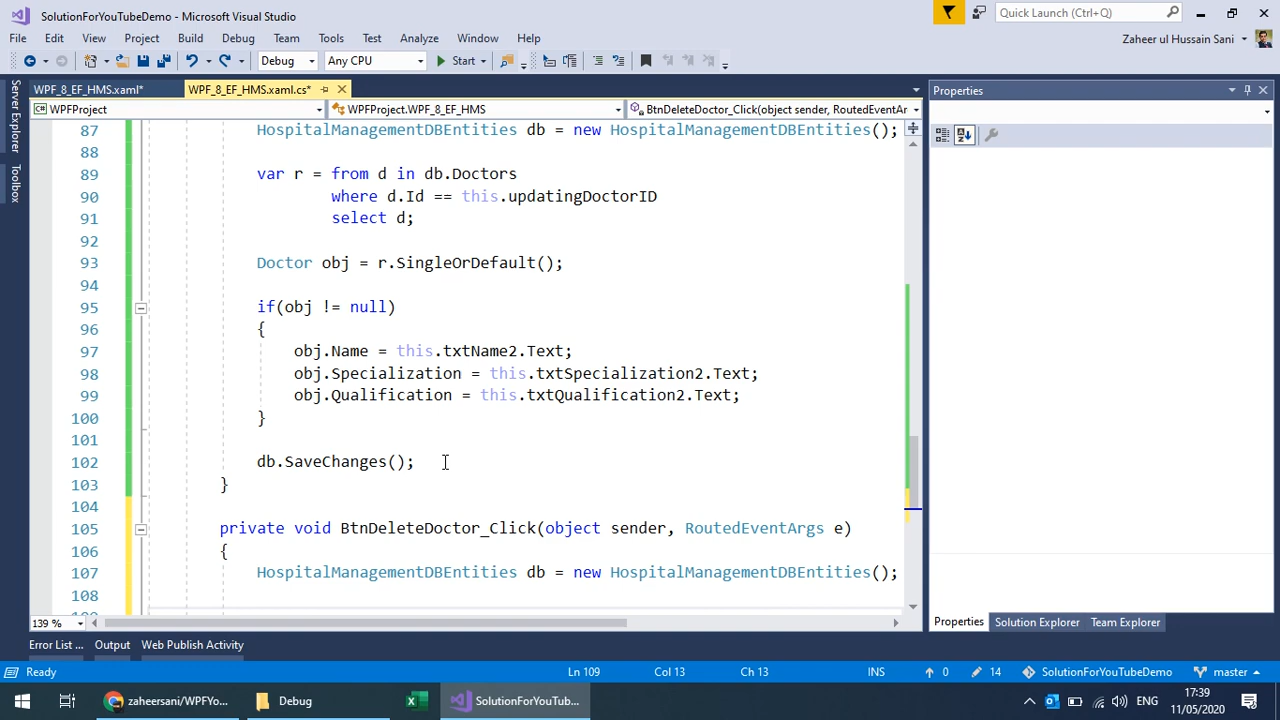 SolutionForYouTubeDemo - Microsoft Visual Studio
Quick Launch (Ctrl+Q)
File Edit View Project Build Debug Team Tools Test Analyze Window Help
Zaheer ul Hussain Sani
Debug Any CPU Start
Server Explorer
Toolbox
WPF_8_EF_HMS.xaml* WPF_8_EF_HMS.xaml.cs*
WPFProject WPFProject.WPF_8_EF_HMS BtnDeleteDoctor_Click(object sender, RoutedEventAr
Properties
87 HospitalManagementDBEntities db = new HospitalManagementDBEntities();
88
89 var r = from d in db.Doctors
90 where d.Id == this.updatingDoctorID
91 select d;
92
93 Doctor obj = r.SingleOrDefault();
94
95 if(obj != null)
96 {
97 obj.Name = this.txtName2.Text;
98 obj.Specialization = this.txtSpecialization2.Text;
99 obj.Qualification = this.txtQualification2.Text;
100 }
101
102 db.SaveChanges();
103 }
104
105 private void BtnDeleteDoctor_Click(object sender, RoutedEventArgs e)
106 {
107 HospitalManagementDBEntities db = new HospitalManagementDBEntities();
108
139 %
Properties Solution Explorer Team Explorer
Error List ... Output Web Publish Activity
Ready Ln 109 Col 13 Ch 13 INS 0 14 SolutionForYouTubeDemo master
zaheersani/WPFYo... Debug SolutionForYouTub... ENG 17:39
11/05/2020